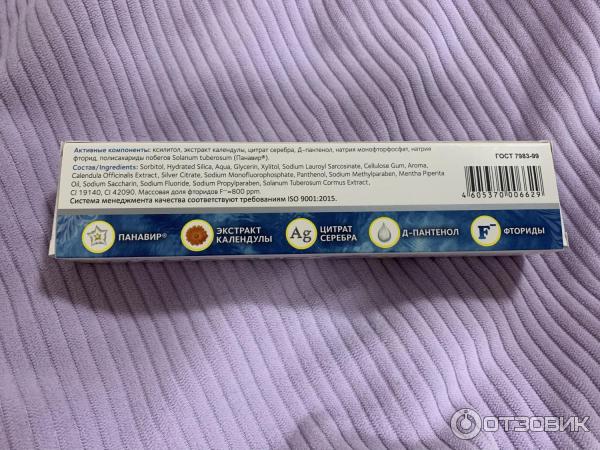 Активные компоненты: ксилитол, экстракт календулы, цитрат серебра, Д-пантенол, натрия монофторфосфат, натрия
фторид, полисахариды побегов Solanum tuberosum (Панавир®).
Состав/Ingredients: Sorbitol, Hydrated Silica, Aqua, Glycerin, Xylitol, Sodium Lauroyl Sarcosinate, Cellulose Gum, Aroma,
Calendula Officinalis Extract, Silver Citrate, Sodium Monofluorophosphate, Panthenol, Sodium Methylparaben, Mentha Piperita
Oil, Sodium Saccharin, Sodium Fluoride, Sodium Propylparaben, Solanum Tuberosum Cormus Extract,
CI 19140, CI 42090. Массовая доля фторидов F⁻=800 ppm.
Система менеджмента качества соответствуют требованиям ISO 9001:2015.
ГОСТ 7983-99
4 605370 006629
ПАНАВИР®
ЭКСТРАКТ
КАЛЕНДУЛЫ
Ag
ЦИТРАТ
СЕРЕБРА
Д-ПАНТЕНОЛ
F⁻
ФТОРИДЫ
ОТЗОВИК